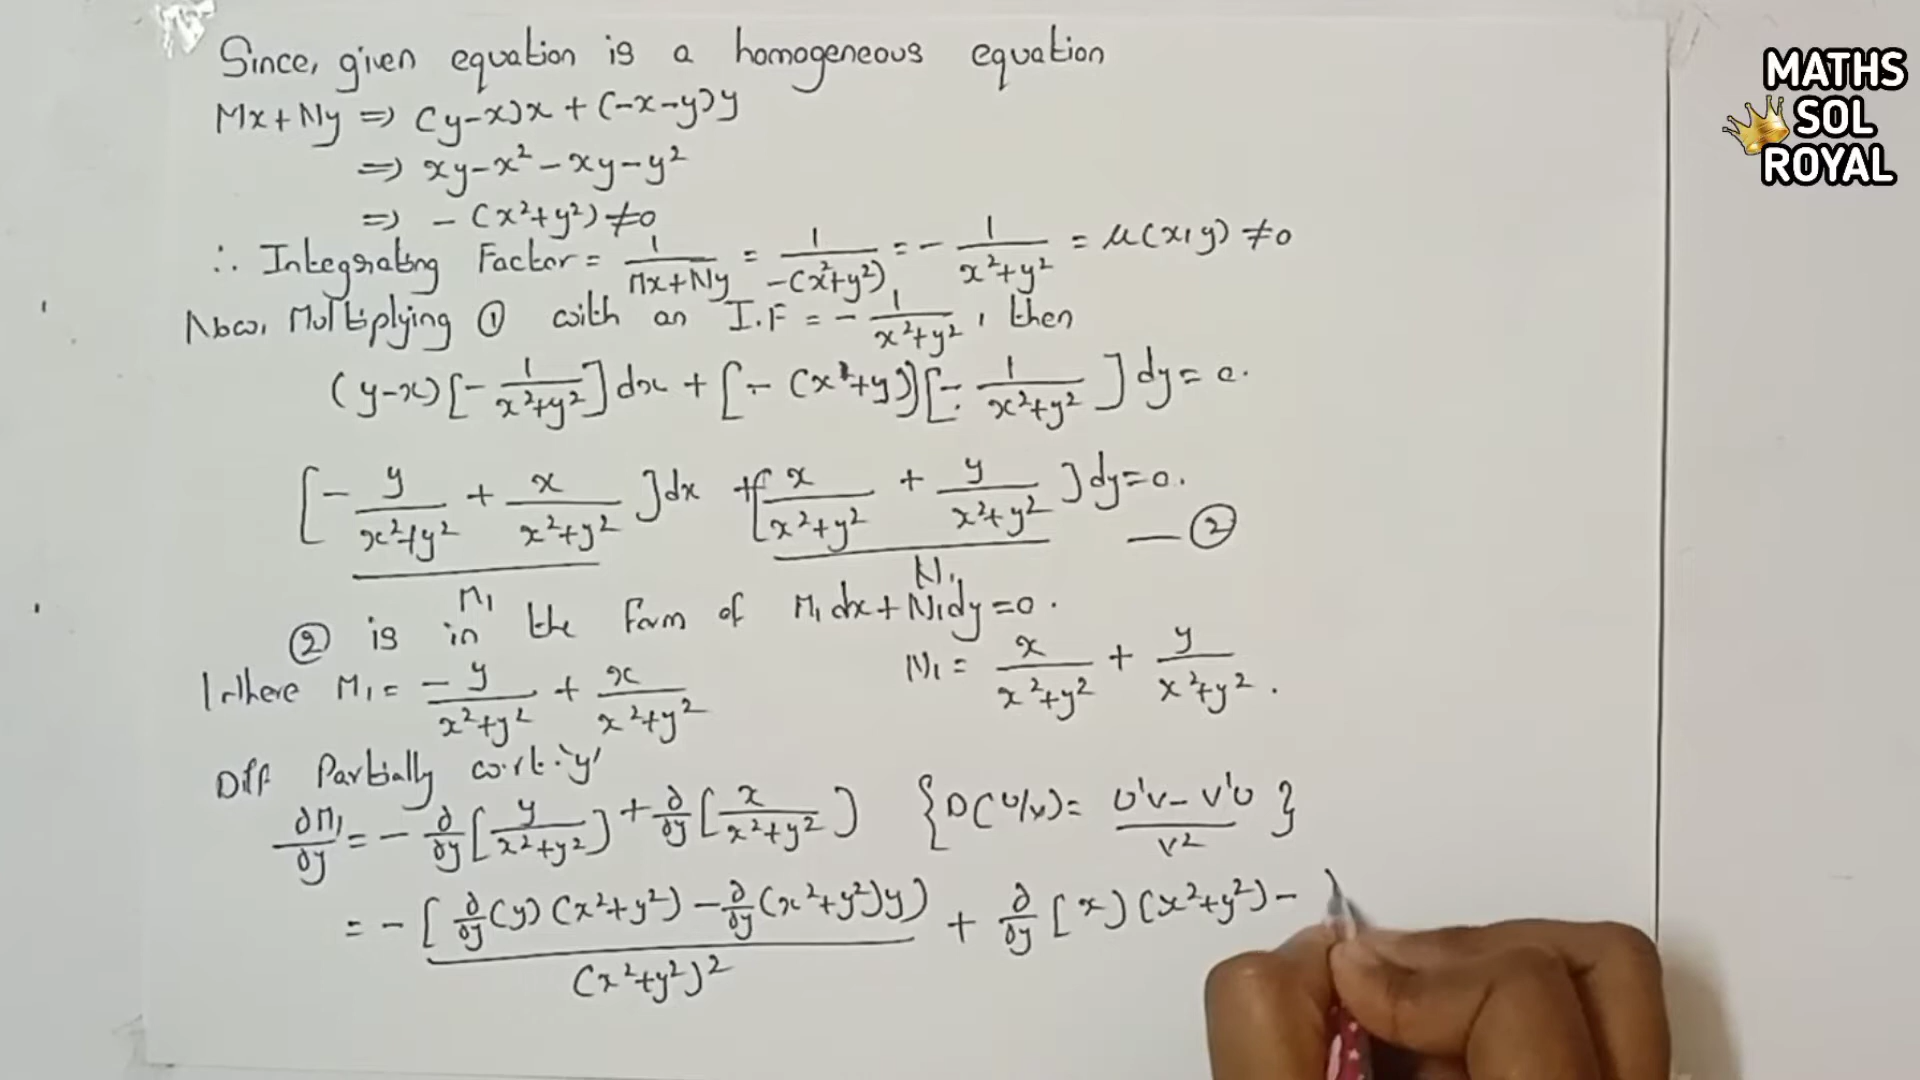 Since, given equation is a homogeneous equation
Mx+Ny => (y-x)x + (-x-y)y
=> xy-x² - xy-y²
=> - (x²+y²) ≠0
∴ Integrating Factor = 1/(Mx+Ny) = 1/(-(x²+y²)) = - 1/(x²+y²) = μ(x,y) ≠0
Now, Multiplying ① with an I.F = - 1/(x²+y²), then
(y-x)[- 1/(x²+y²)]dx + [- (x+y)][- 1/(x²+y²)]dy = 0.
[- y/(x²+y²) + x/(x²+y²)]dx + [x/(x²+y²) + y/(x²+y²)]dy=0. — ②
M₁ N₁
② is in the form of M₁dx+N₁dy=0.
Where M₁ = -y/(x²+y²) + x/(x²+y²) N₁ = x/(x²+y²) + y/(x²+y²).
Diff Partially w.r.t. 'y'
∂M₁/∂y = - ∂/∂y[y/(x²+y²)] + ∂/∂y[x/(x²+y²)] {D(U/V)= (U'V - V'U)/V²}
= - [∂/∂y(y)(x²+y²) - ∂/∂y(x²+y²)y]/(x²+y²)² + ∂/∂y[x](x²+y²) -
MATHS
SOL
ROYAL